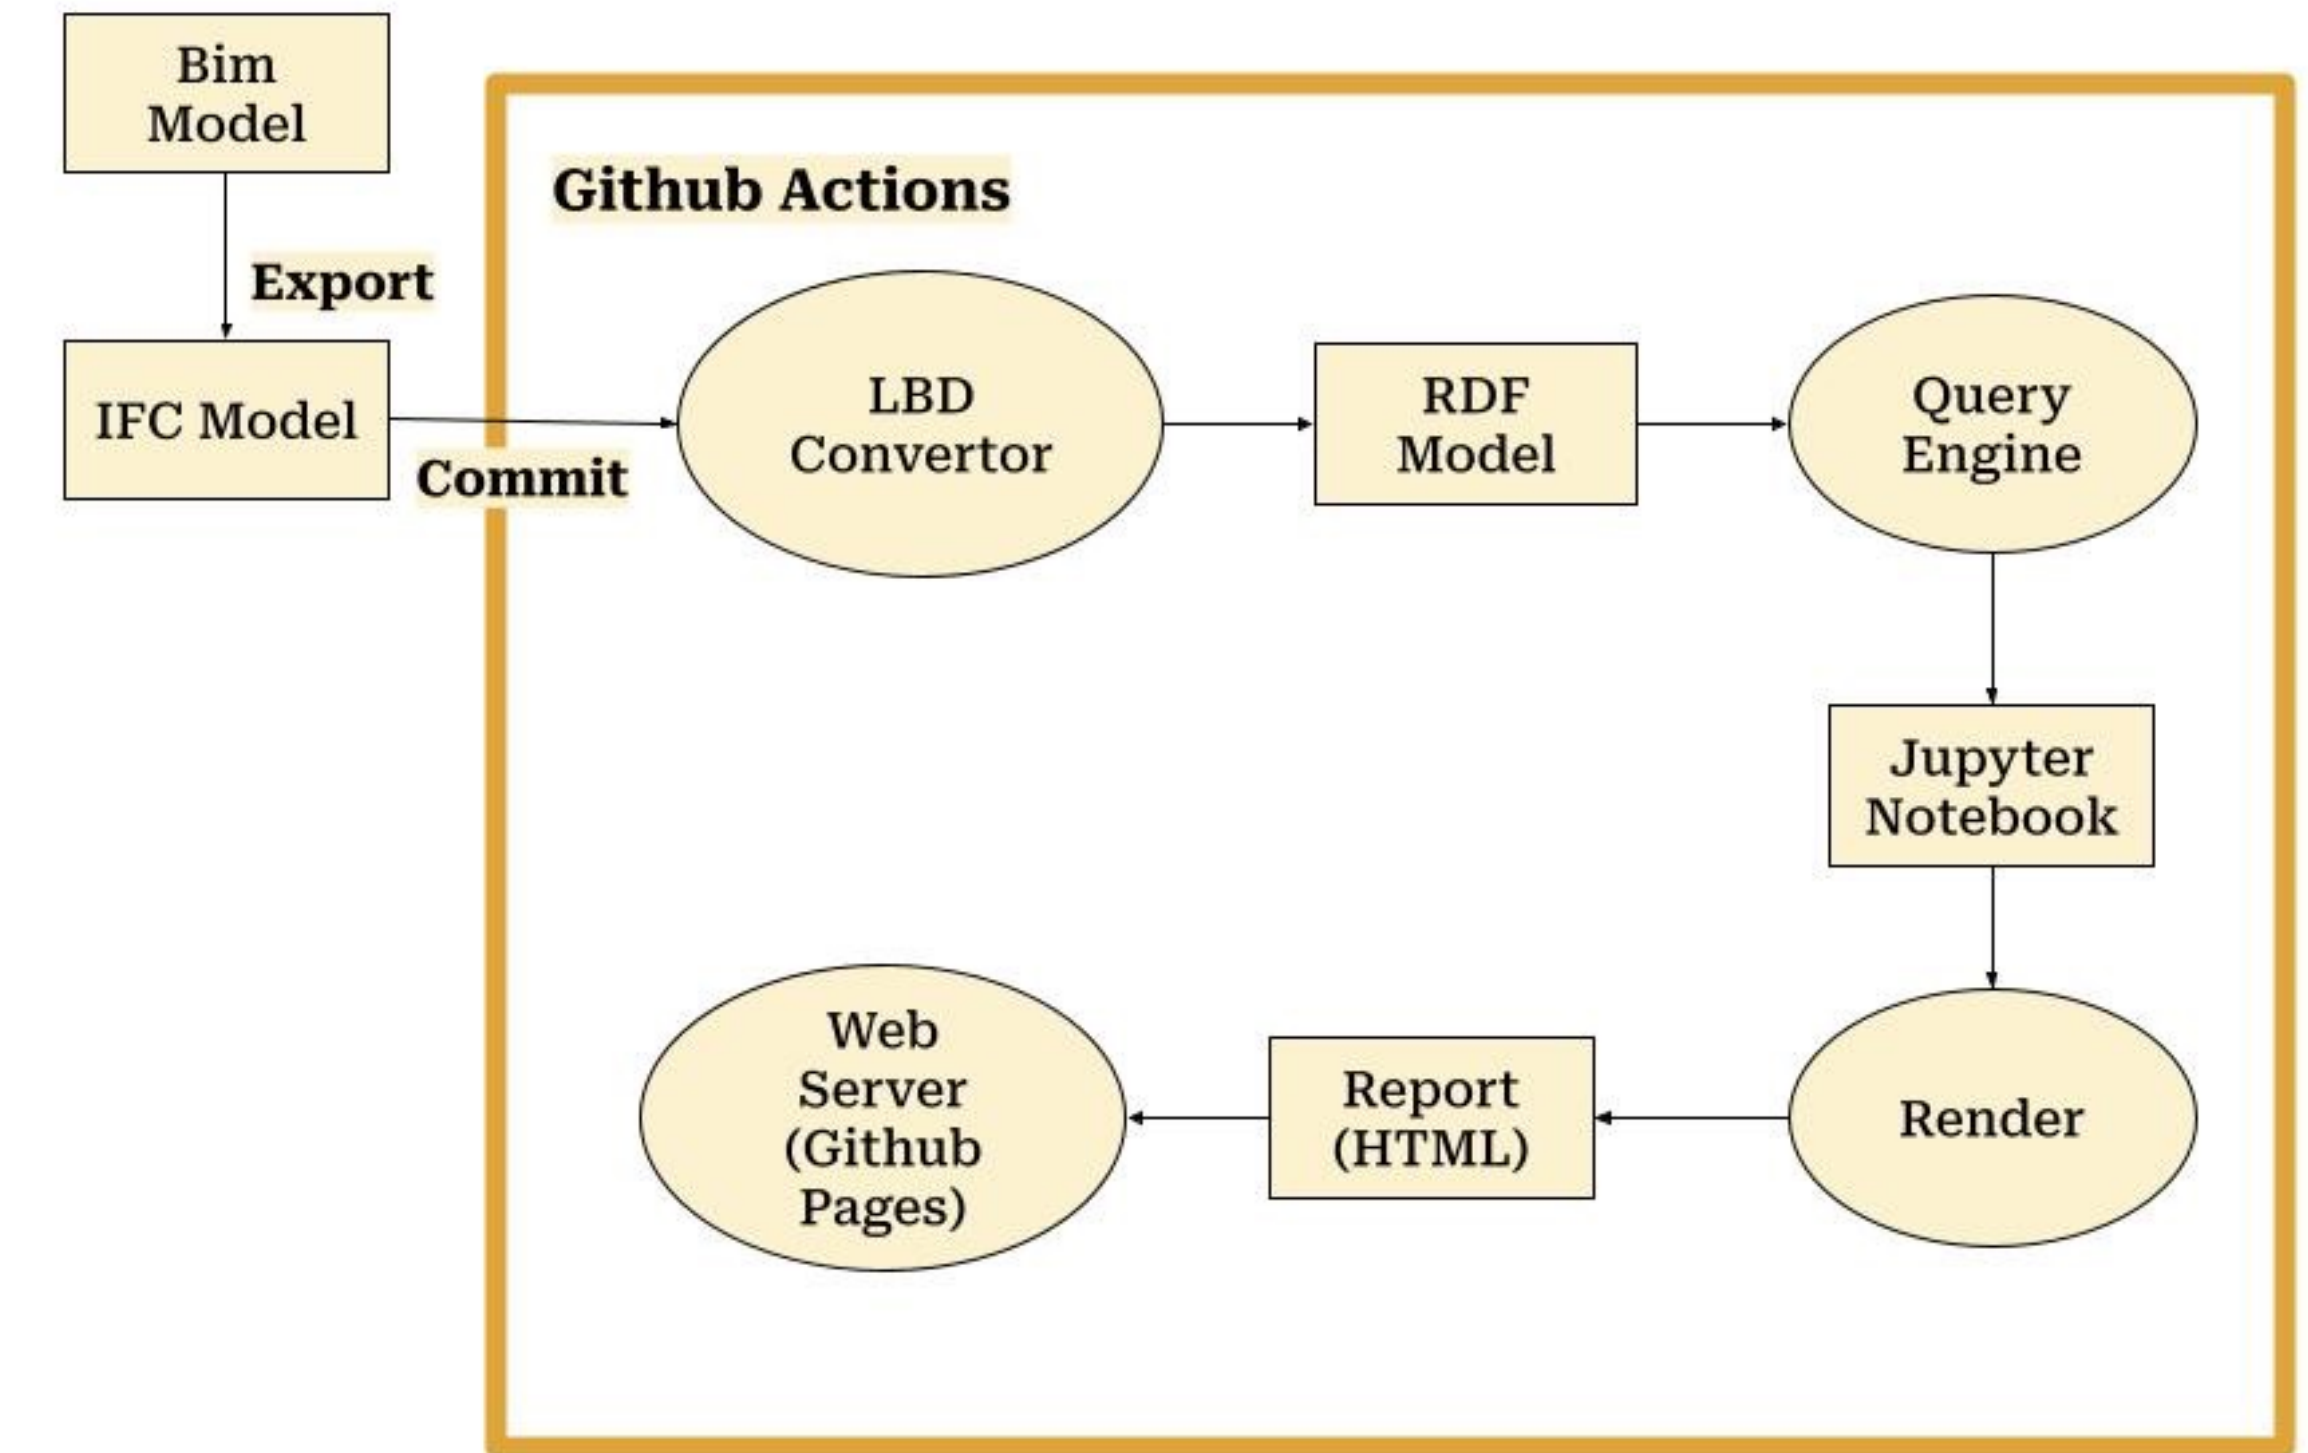 Bim
Model
Github Actions
Export
IFC Model
Commit
LBD
Convertor
RDF
Model
Query
Engine
Jupyter
Notebook
Render
Report
(HTML)
Web
Server
(Github
Pages)